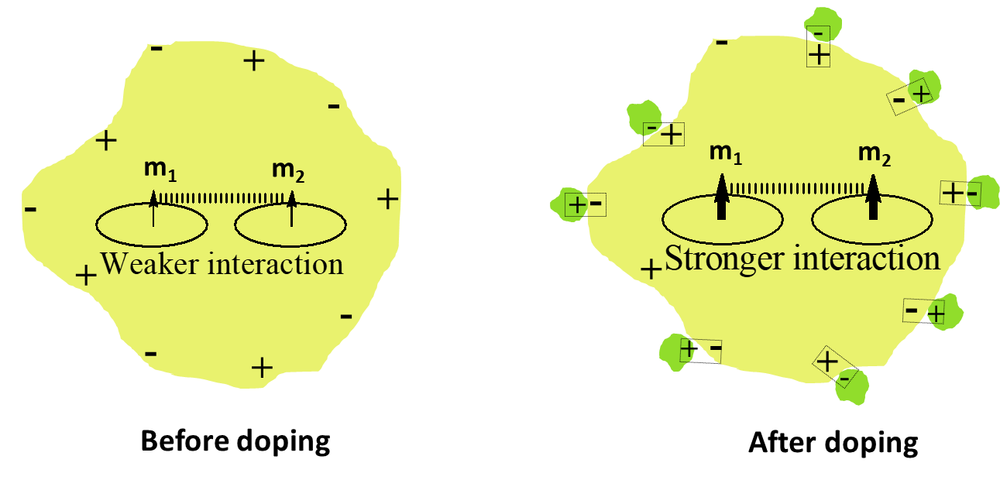 - +
-
+
m₁ m₂
- +
Weaker interaction
+
-
- +
Before doping
-
- +
- +
- +
m₁ m₂
+ -
+ -
Stronger interaction
+
- +
+ -
+ -
After doping